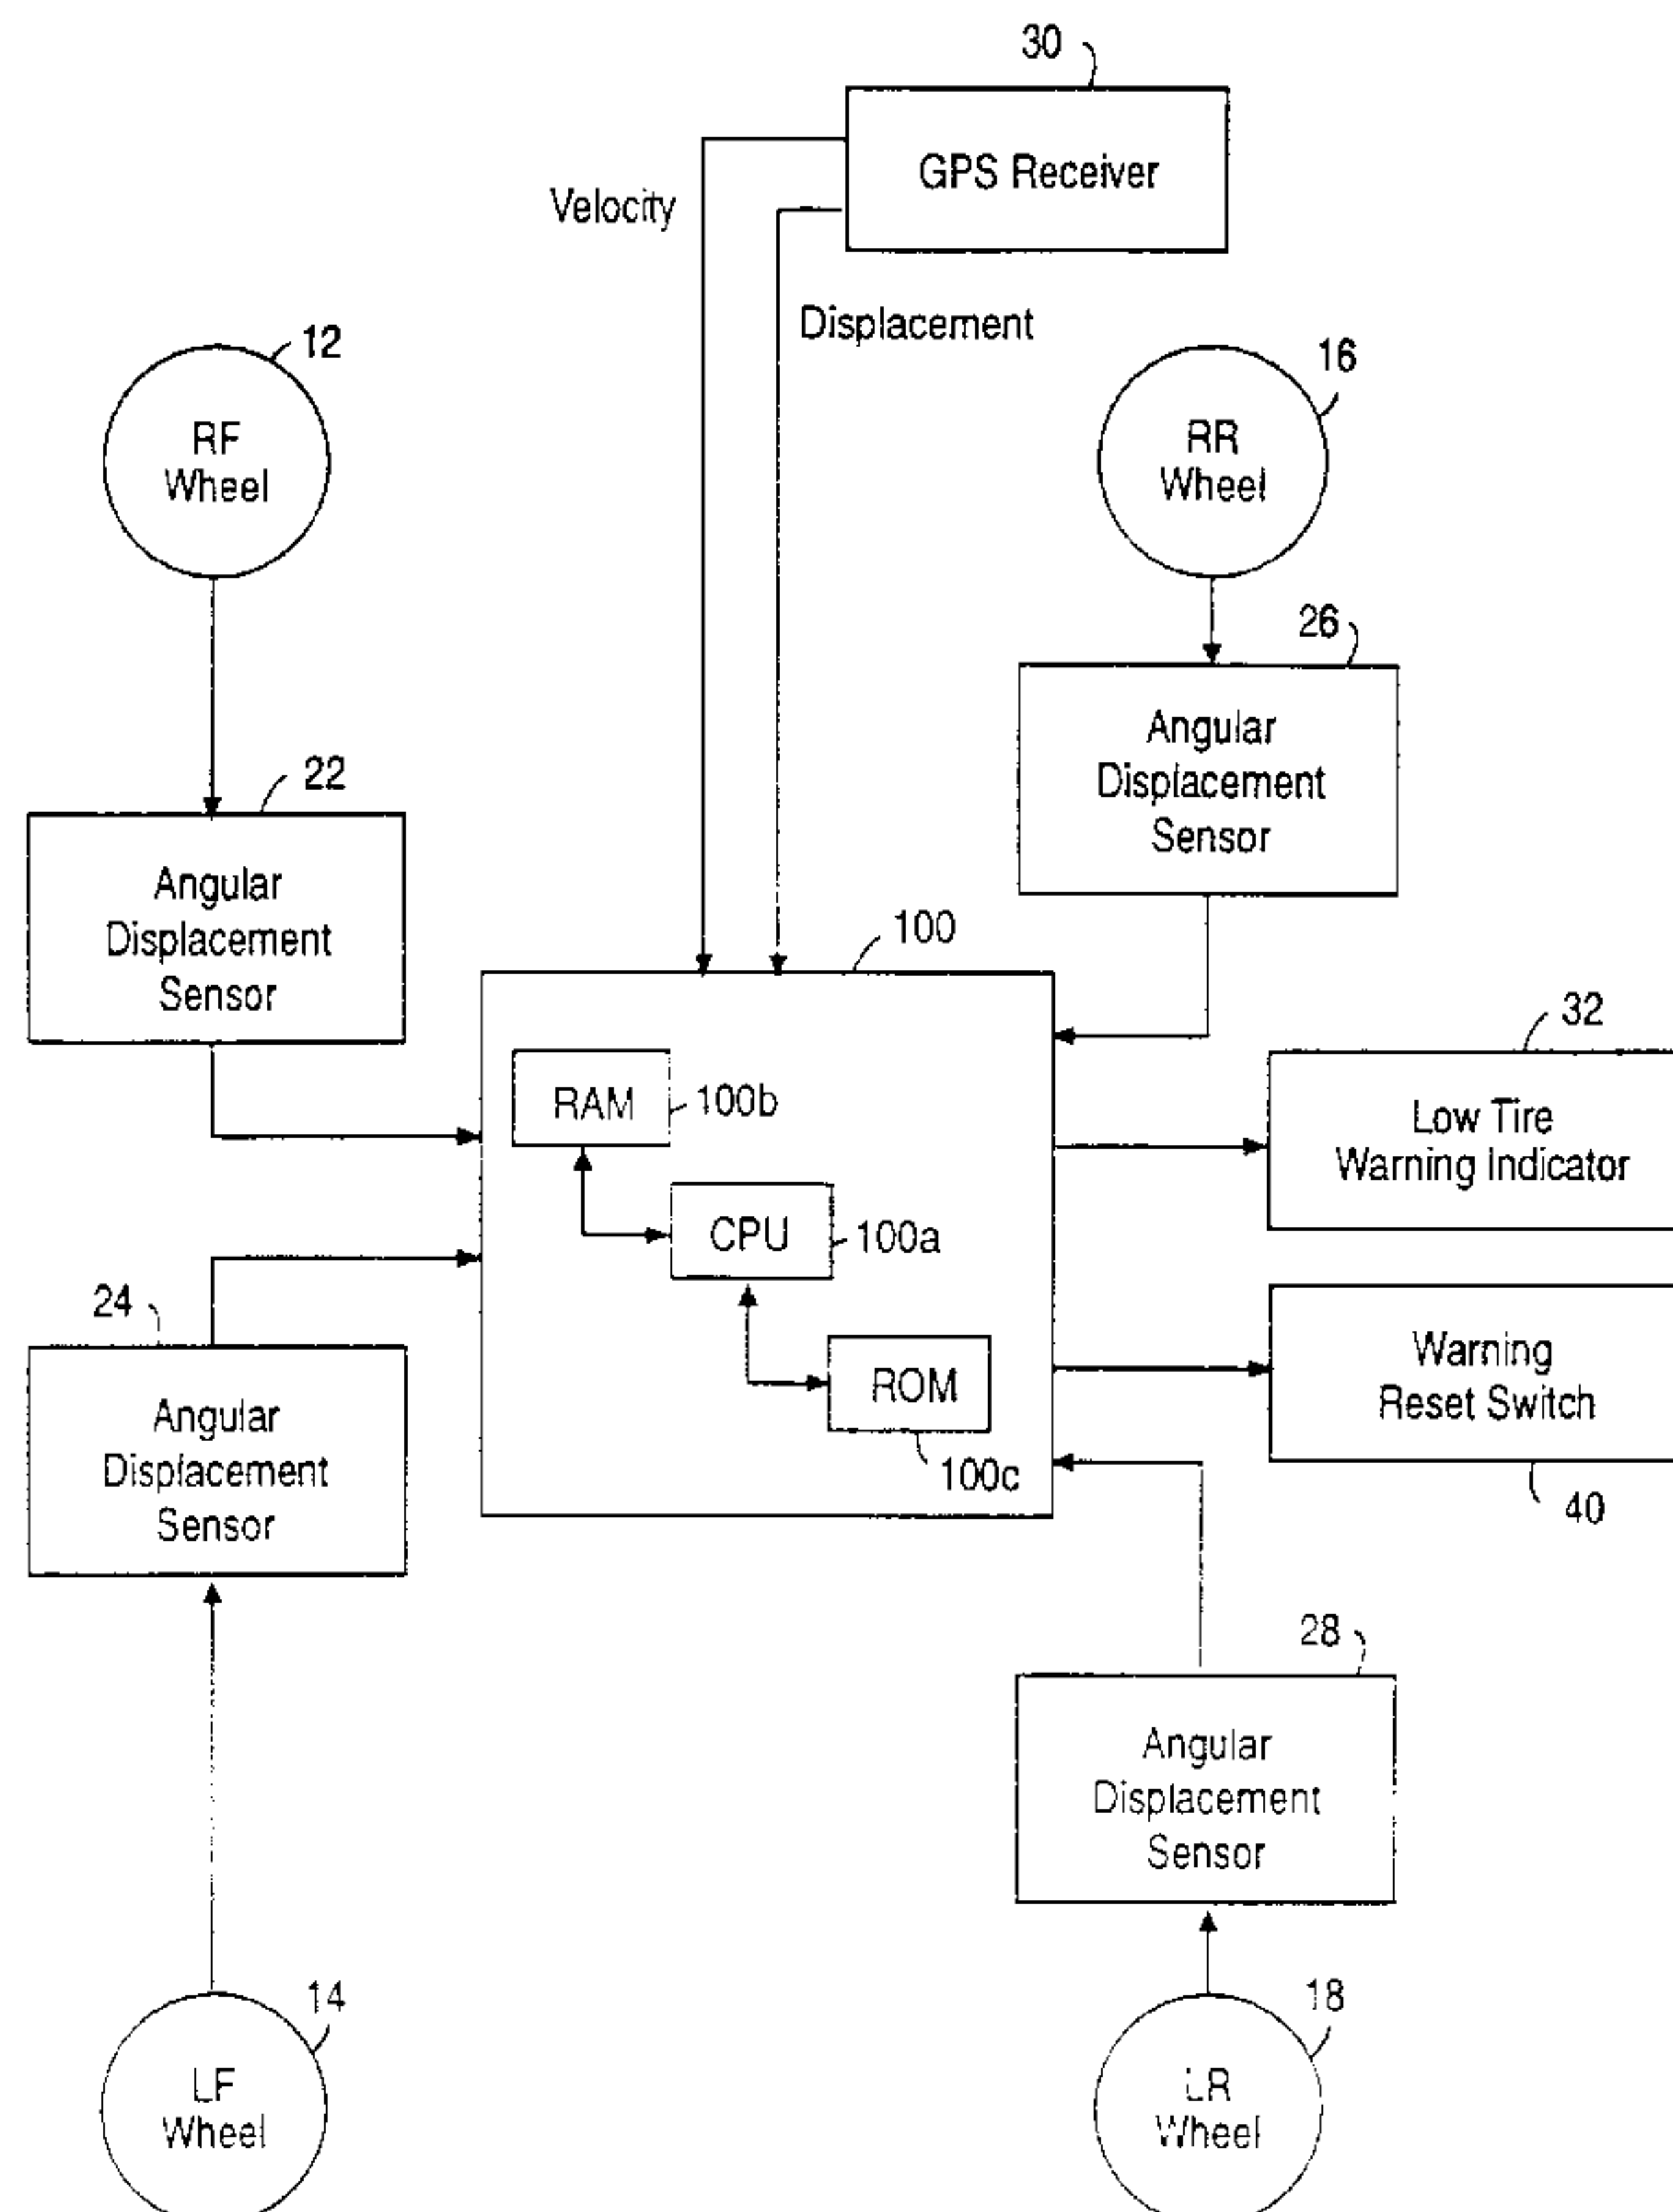 30
GPS Receiver
Velocity
Displacement
12
RF
Wheel
16
RR
Wheel
26
Angular
Displacement
Sensor
22
Angular
Displacement
Sensor
100
32
Low Tire
Warning Indicator
RAM
100b
CPU
100a
ROM
100c
24
Angular
Displacement
Sensor
Warning
Reset Switch
40
28
Angular
Displacement
Sensor
14
LF
Wheel
18
LR
Wheel